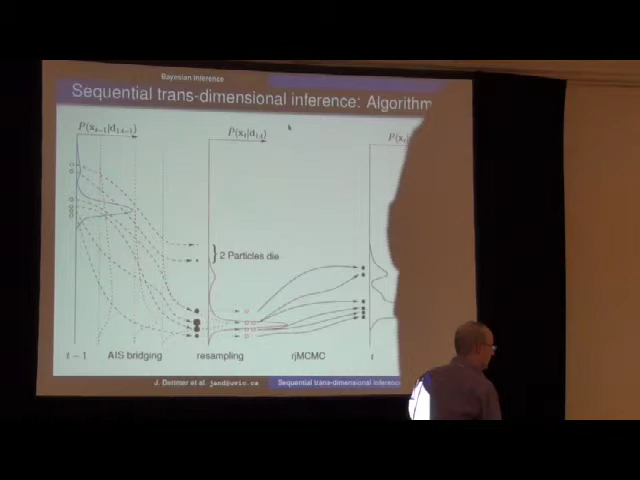 Bayesian Inference
Sequential trans-dimensional inference: Algorithm
P(x_{t−1}|d_{1:t−1})
P(x_t|d_{1:t})
P(x_t|
2 Particles die
t − 1
AIS bridging
resampling
rjMCMC
t
J. Dettmer et al. jand@uvic.ca
Sequential trans-dimensional inference